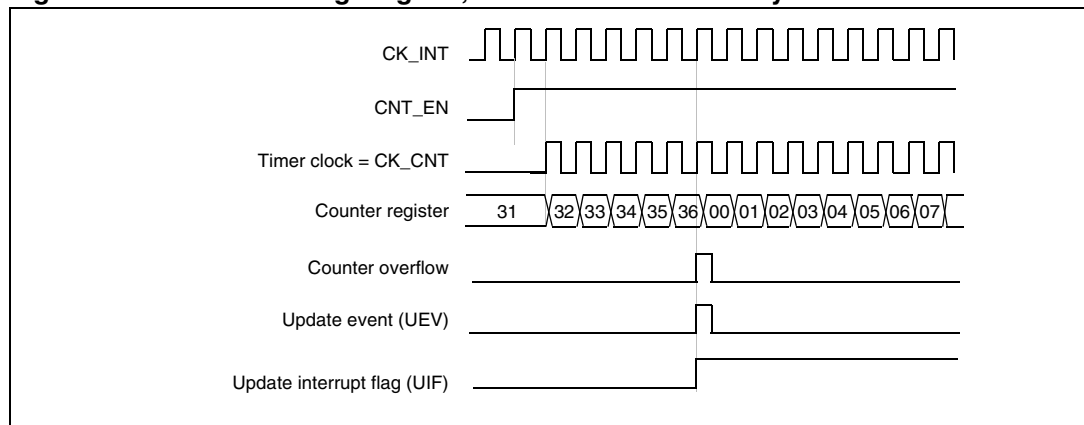 CK_INT
CNT_EN
Timer clock = CK_CNT
Counter register 31 32 33 34 35 36 00 01 02 03 04 05 06 07
Counter overflow
Update event (UEV)
Update interrupt flag (UIF)